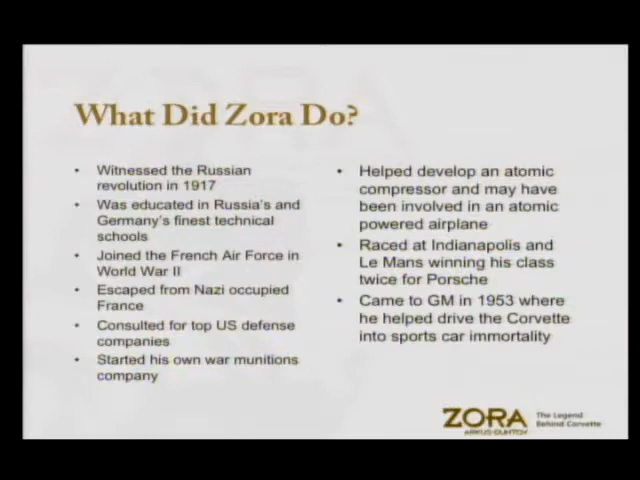 What Did Zora Do?
• Witnessed the Russian
revolution in 1917
• Was educated in Russia's and
Germany's finest technical
schools
• Joined the French Air Force in
World War II
• Escaped from Nazi occupied
France
• Consulted for top US defense
companies
• Started his own war munitions
company
• Helped develop an atomic
compressor and may have
been involved in an atomic
powered airplane
• Raced at Indianapolis and
Le Mans winning his class
twice for Porsche
• Came to GM in 1953 where
he helped drive the Corvette
into sports car immortality
ZORA
ARKUS-DUNTOV
The Legend
Behind Corvette
ZORA